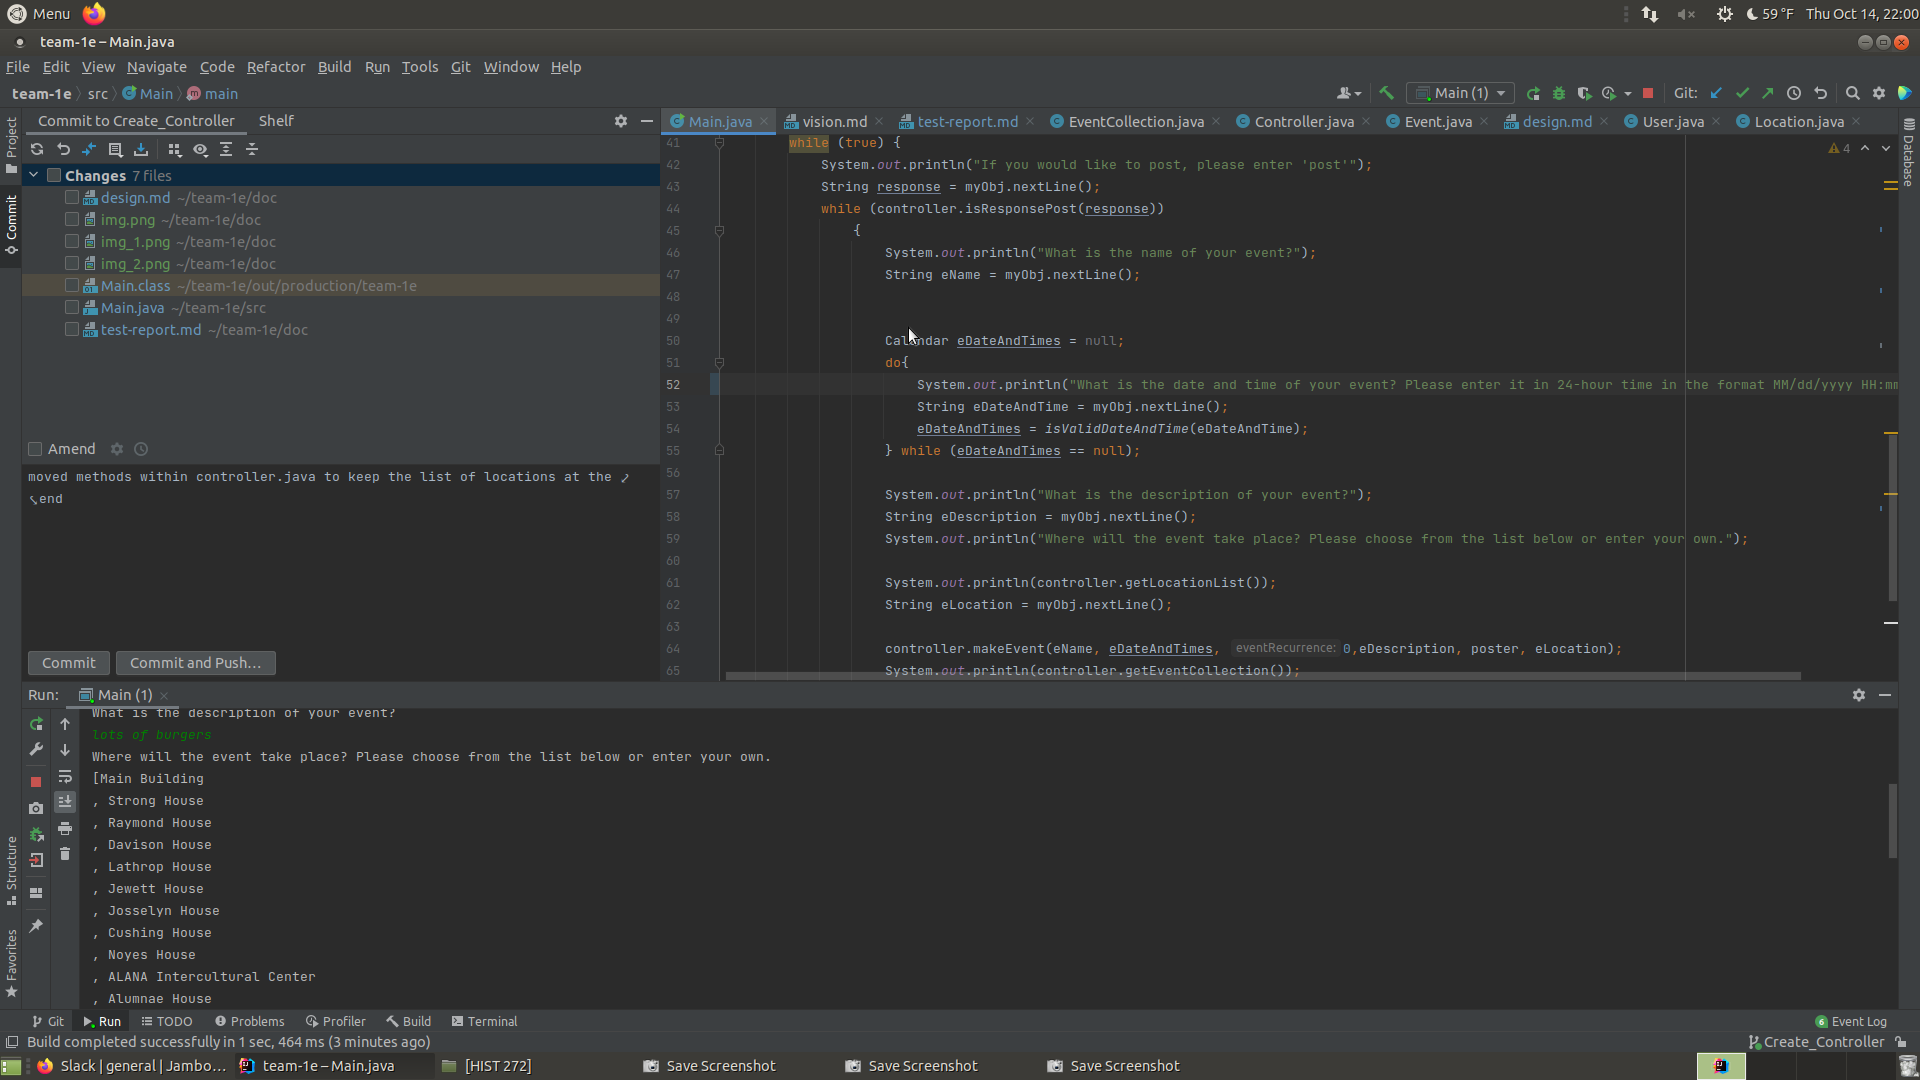 Menu 59 °F Thu Oct 14, 22:00
team-1e – Main.java
File Edit View Navigate Code Refactor Build Run Tools Git Window Help
team-1e src Main main Main (1) Git:
Project Commit Structure Favorites
Commit to Create_Controller Shelf
Changes 7 files
design.md ~/team-1e/doc
img.png ~/team-1e/doc
img_1.png ~/team-1e/doc
img_2.png ~/team-1e/doc
Main.class ~/team-1e/out/production/team-1e
Main.java ~/team-1e/src
test-report.md ~/team-1e/doc
Amend
moved methods within controller.java to keep the list of locations at the
end
Commit Commit and Push...
Main.java vision.md test-report.md EventCollection.java Controller.java Event.java design.md User.java Location.java
Database
4
41 while (true) {
42 System.out.println("If you would like to post, please enter 'post'");
43 String response = myObj.nextLine();
44 while (controller.isResponsePost(response))
45 {
46 System.out.println("What is the name of your event?");
47 String eName = myObj.nextLine();
48
49
50 Calendar eDateAndTimes = null;
51 do{
52 System.out.println("What is the date and time of your event? Please enter it in 24-hour time in the format MM/dd/yyyy HH:mm
53 String eDateAndTime = myObj.nextLine();
54 eDateAndTimes = isValidDateAndTime(eDateAndTime);
55 } while (eDateAndTimes == null);
56
57 System.out.println("What is the description of your event?");
58 String eDescription = myObj.nextLine();
59 System.out.println("Where will the event take place? Please choose from the list below or enter your own.");
60
61 System.out.println(controller.getLocationList());
62 String eLocation = myObj.nextLine();
63
64 controller.makeEvent(eName, eDateAndTimes, eventRecurrence: 0,eDescription, poster, eLocation);
65 System.out.println(controller.getEventCollection());
Run: Main (1)
What is the description of your event?
lots of burgers
Where will the event take place? Please choose from the list below or enter your own.
[Main Building
, Strong House
, Raymond House
, Davison House
, Lathrop House
, Jewett House
, Josselyn House
, Cushing House
, Noyes House
, ALANA Intercultural Center
, Alumnae House
Git Run TODO Problems Profiler Build Terminal 6 Event Log
Build completed successfully in 1 sec, 464 ms (3 minutes ago) Create_Controller
Slack | general | Jambo... team-1e – Main.java [HIST 272] Save Screenshot Save Screenshot Save Screenshot